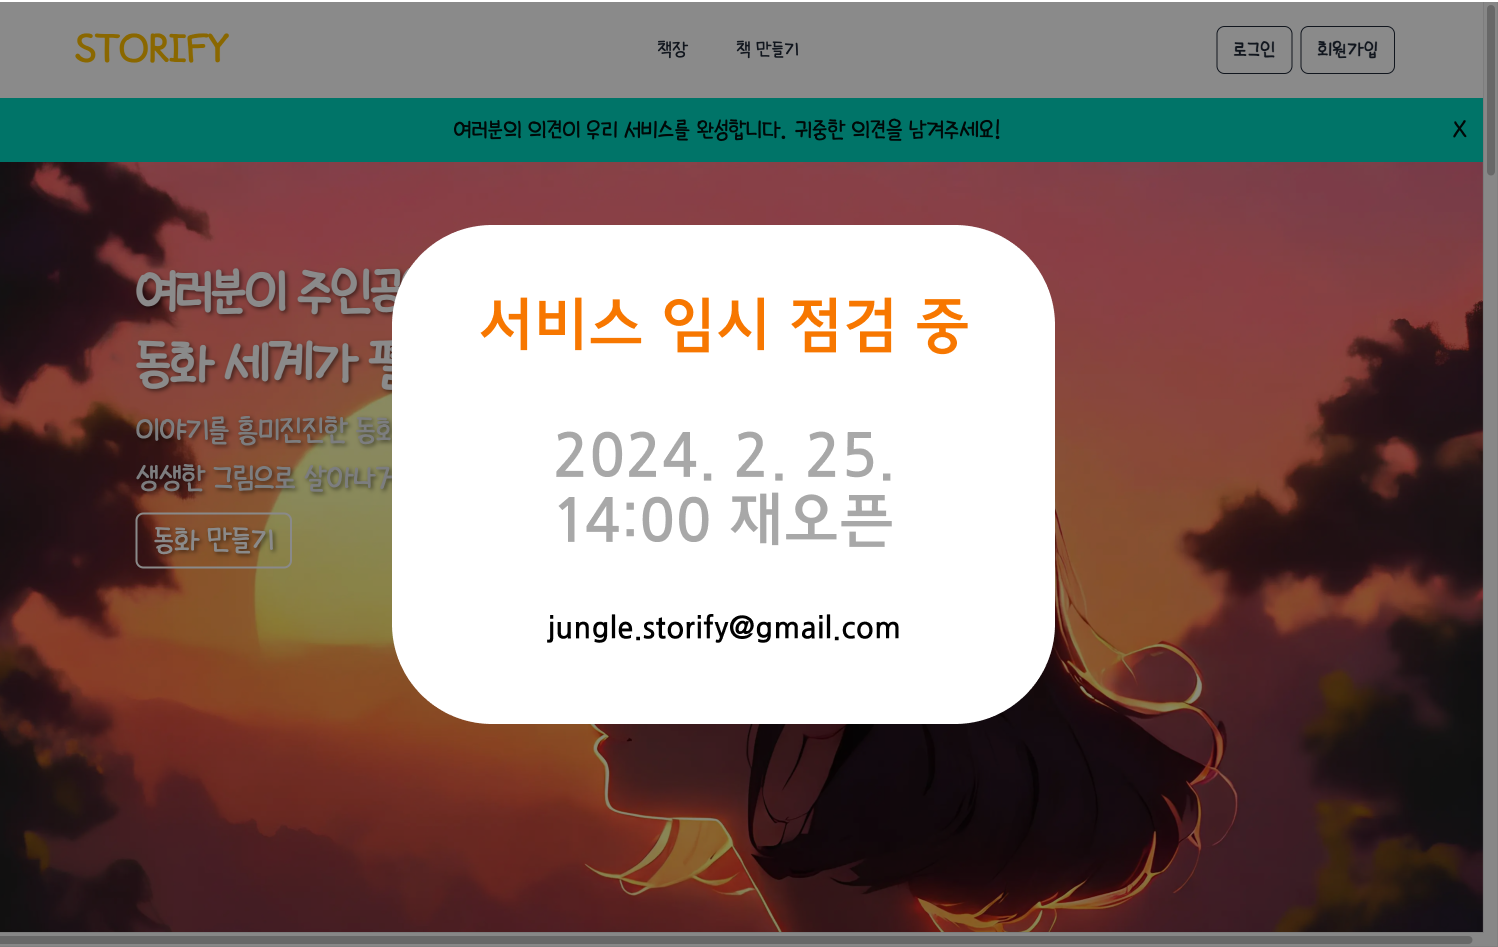 STORIFY
책장
책 만들기
로그인
회원가입
여러분의 의견이 우리 서비스를 완성합니다. 귀중한 의견을 남겨주세요!
X
여러분이 주인공
동화 세계가
이야기를 흥미진진한 동화
생생한 그림으로 살아나게
동화 만들기
서비스 임시 점검 중
2024. 2. 25.
14:00 재오픈
jungle.storify@gmail.com